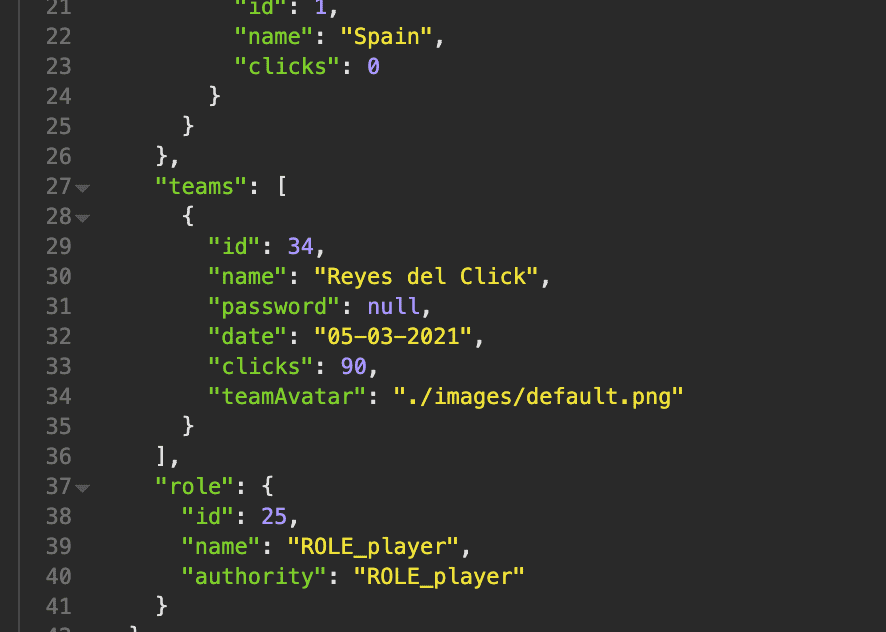 21 "id": 1,
22 "name": "Spain",
23 "clicks": 0
24 }
25 }
26 },
27 "teams": [
28 {
29 "id": 34,
30 "name": "Reyes del Click",
31 "password": null,
32 "date": "05-03-2021",
33 "clicks": 90,
34 "teamAvatar": "./images/default.png"
35 }
36 ],
37 "role": {
38 "id": 25,
39 "name": "ROLE_player",
40 "authority": "ROLE_player"
41 }